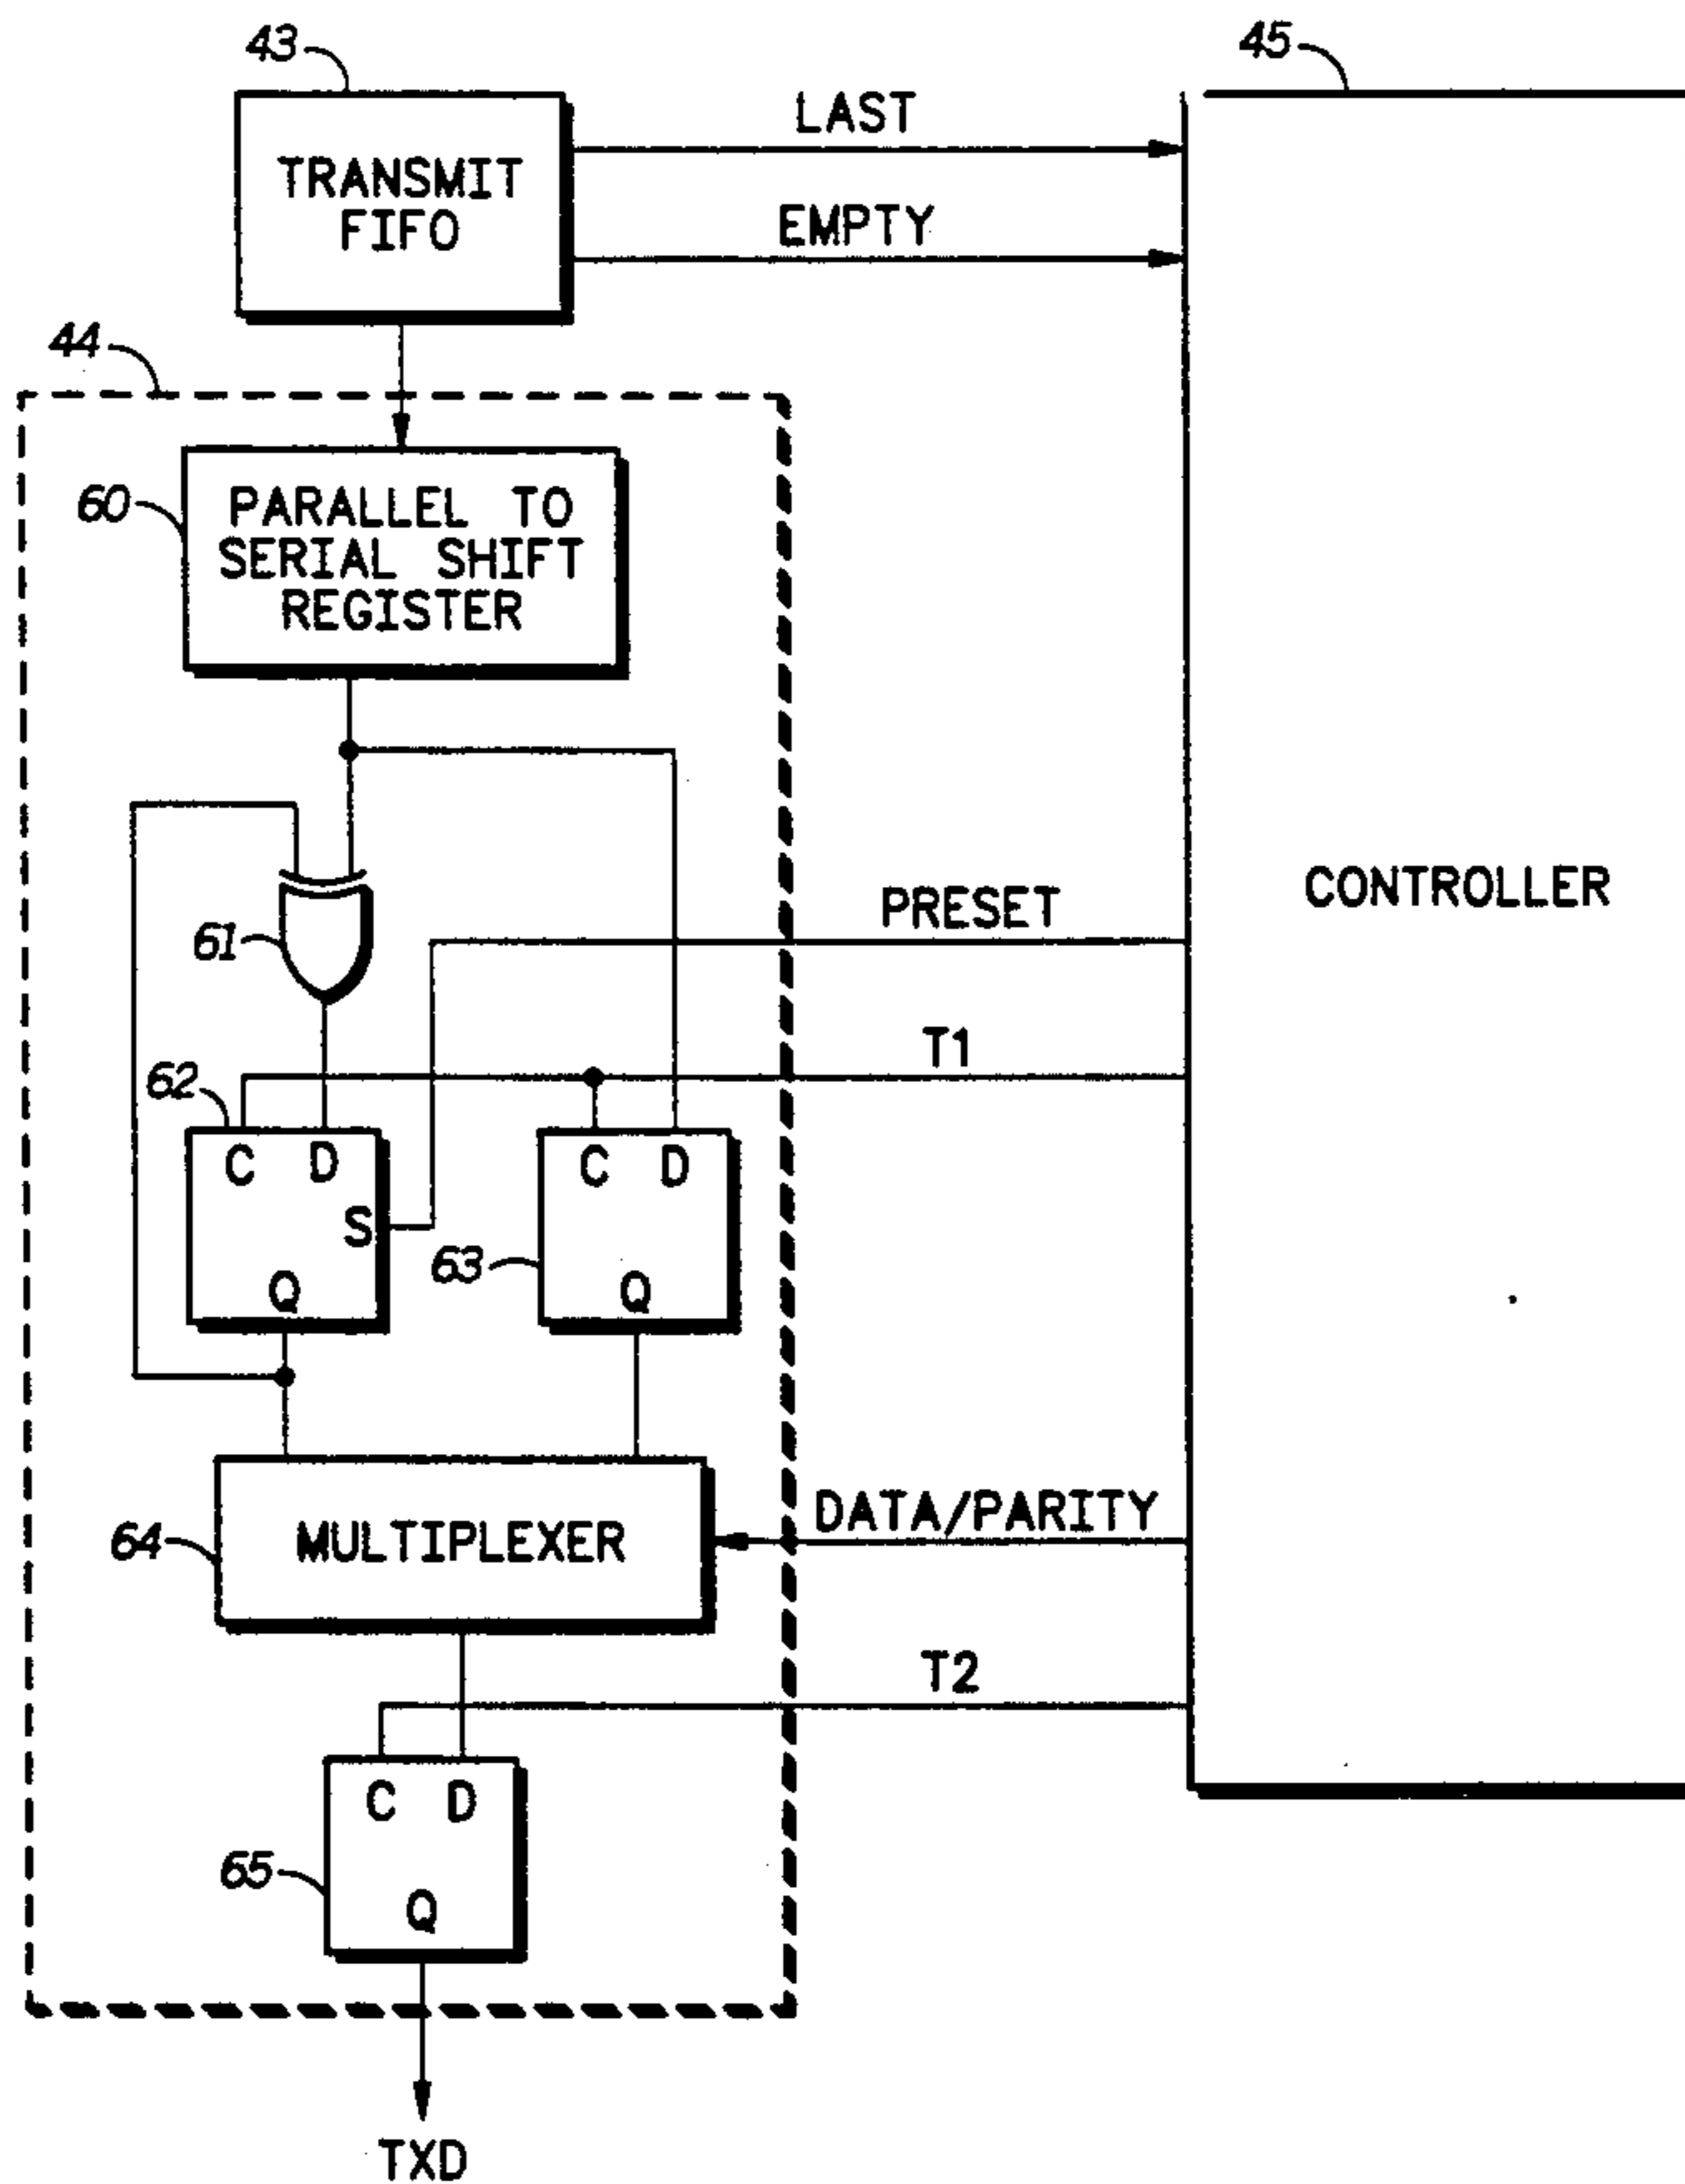 43
45
LAST
TRANSMIT
FIFO
EMPTY
44
60
PARALLEL TO
SERIAL SHIFT
REGISTER
61
PRESET
CONTROLLER
T1
62
C D
S
Q
63
C D
Q
64
MULTIPLEXER
DATA/PARITY
T2
65
C D
Q
TXD